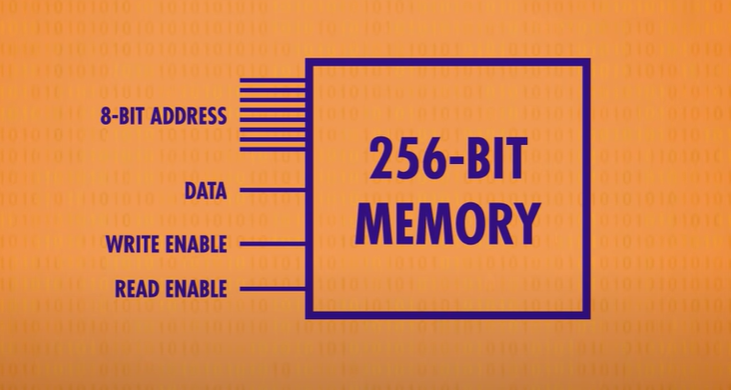 8-BIT ADDRESS
DATA
WRITE ENABLE
READ ENABLE
256-BIT
MEMORY